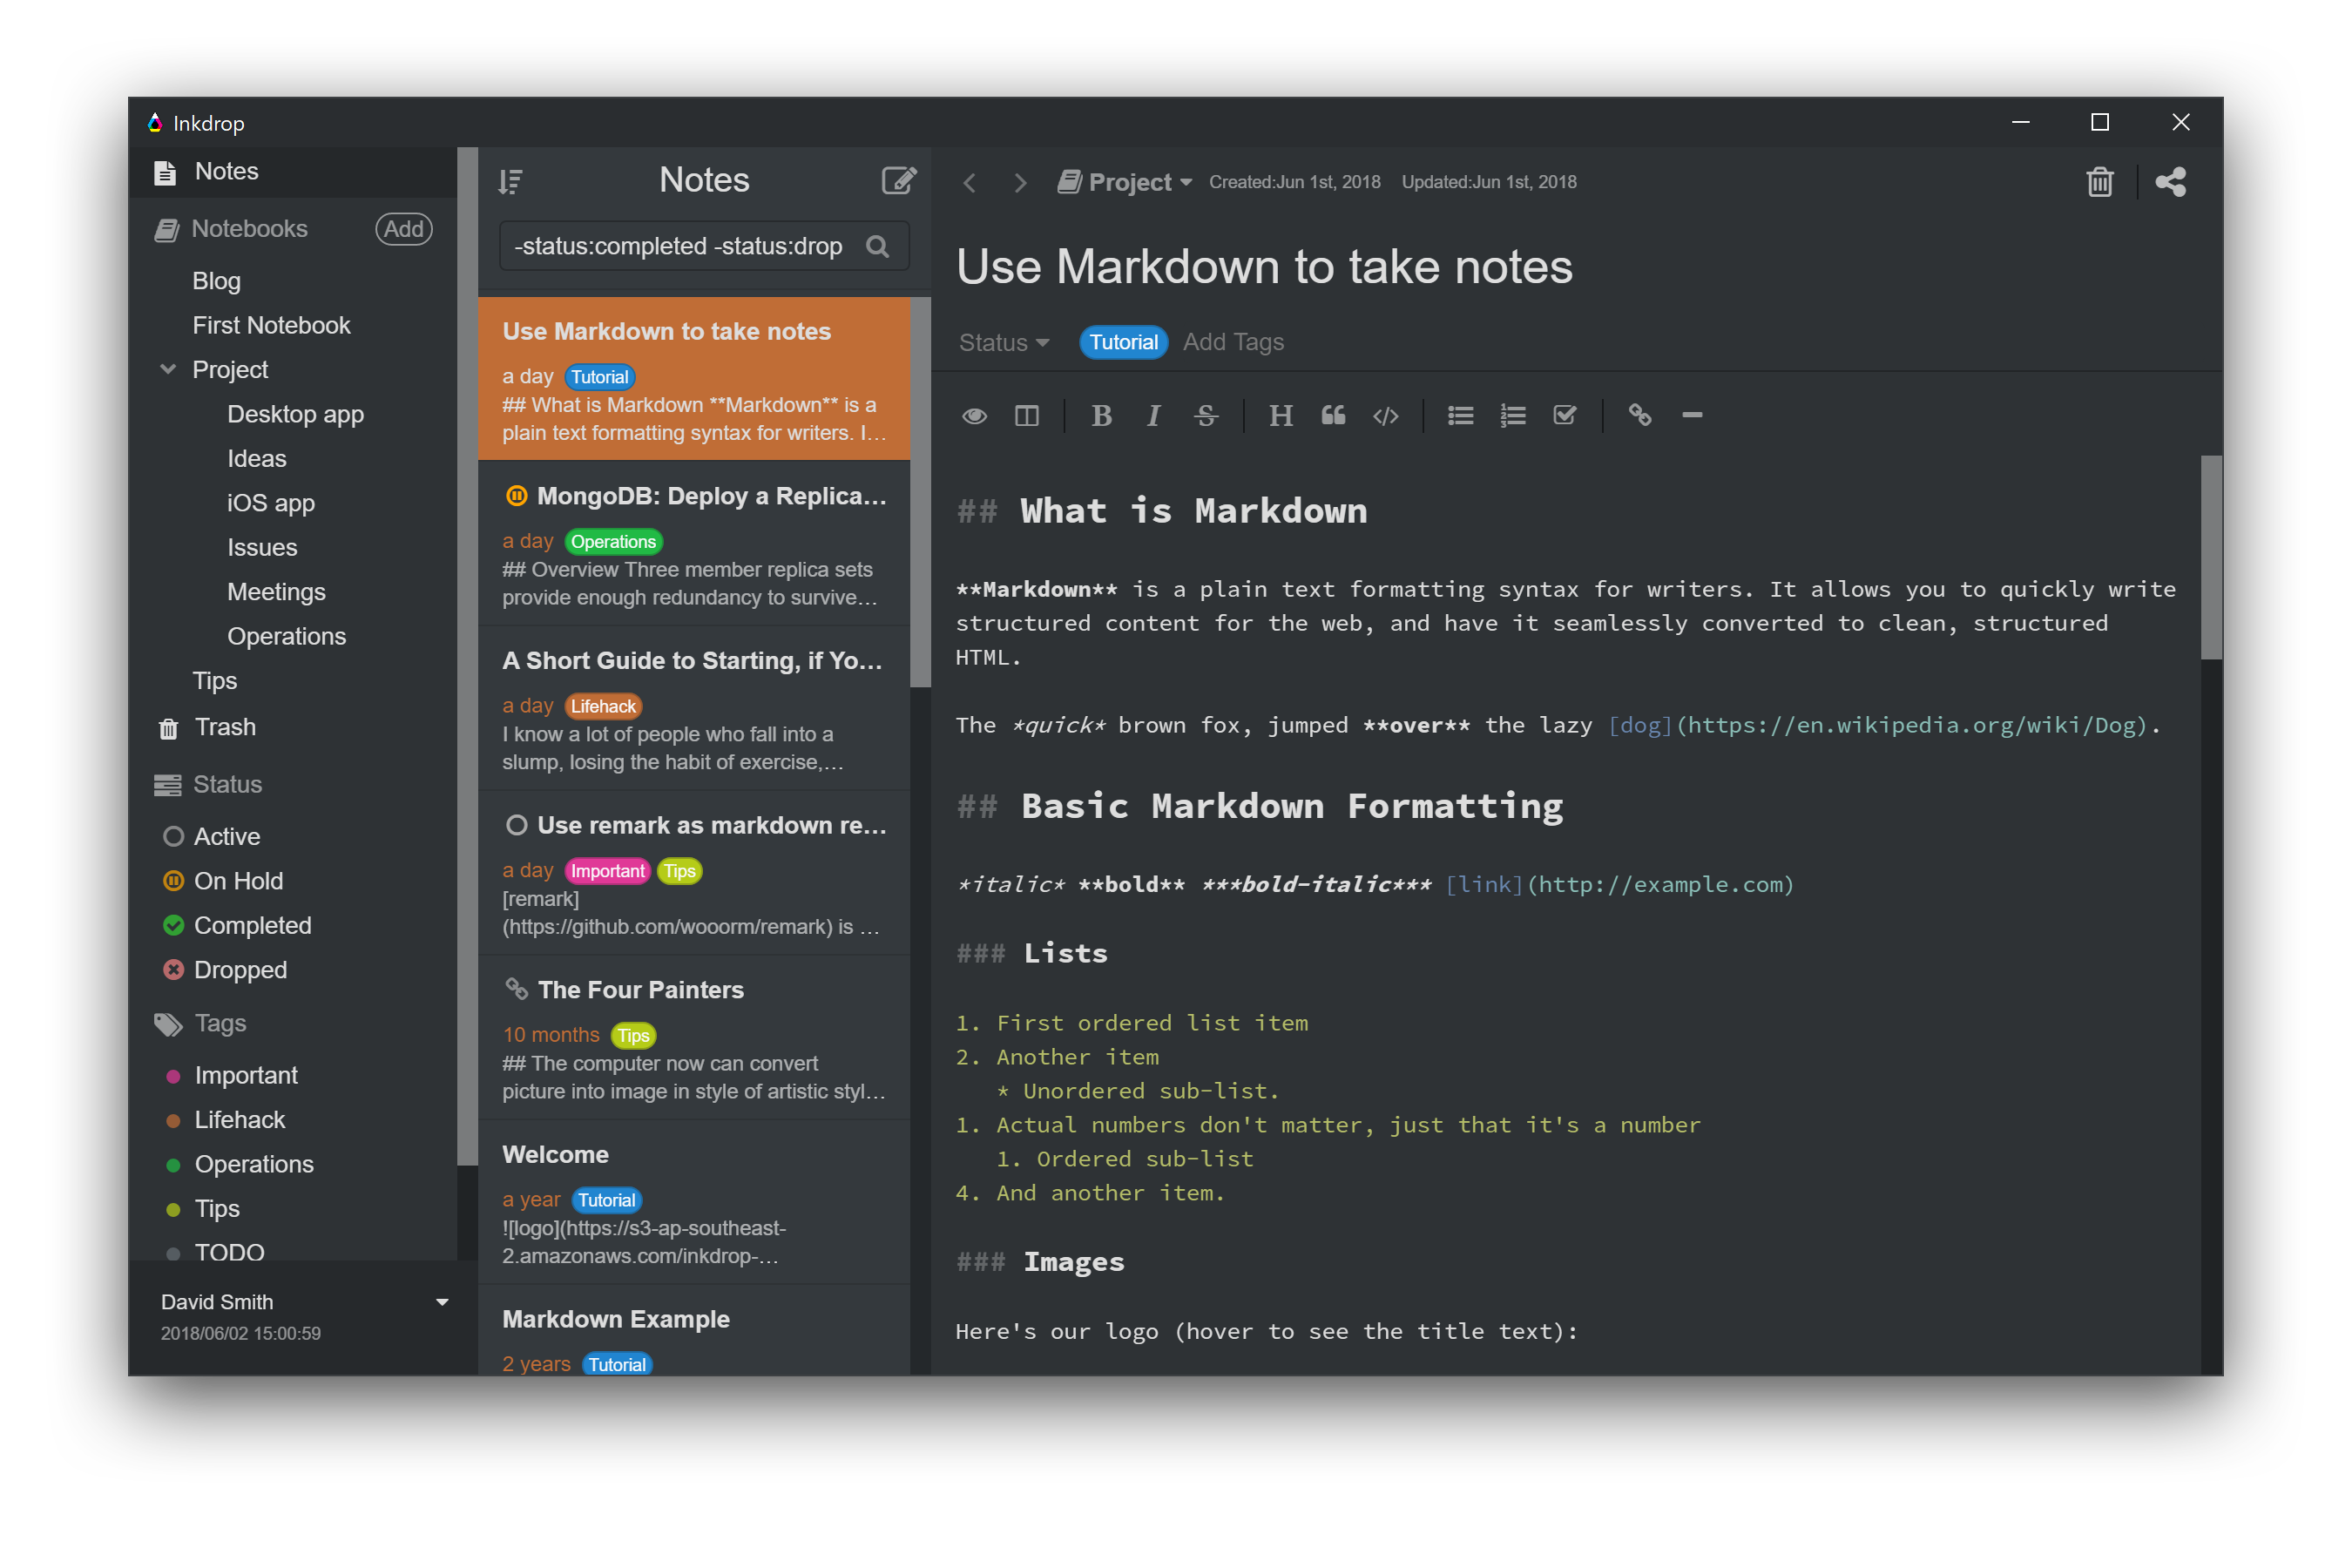 Inkdrop
Notes
Notebooks Add
Blog
First Notebook
Project
Desktop app
Ideas
iOS app
Issues
Meetings
Operations
Tips
Trash
Status
Active
On Hold
Completed
Dropped
Tags
Important
Lifehack
Operations
Tips
TODO
David Smith
2018/06/02 15:00:59
Notes
-status:completed -status:drop
Use Markdown to take notes
a day Tutorial
## What is Markdown **Markdown** is a
plain text formatting syntax for writers. I…
MongoDB: Deploy a Replica…
a day Operations
## Overview Three member replica sets
provide enough redundancy to survive…
A Short Guide to Starting, if Yo…
a day Lifehack
I know a lot of people who fall into a
slump, losing the habit of exercise,…
Use remark as markdown re…
a day Important Tips
[remark]
(https://github.com/wooorm/remark) is …
The Four Painters
10 months Tips
## The computer now can convert
picture into image in style of artistic styl…
Welcome
a year Tutorial
![logo](https://s3-ap-southeast-
2.amazonaws.com/inkdrop-…
Markdown Example
2 years Tutorial
Project Created:Jun 1st, 2018 Updated:Jun 1st, 2018
Use Markdown to take notes
Status Tutorial Add Tags
B I S H
## What is Markdown
**Markdown** is a plain text formatting syntax for writers. It allows you to quickly write
structured content for the web, and have it seamlessly converted to clean, structured
HTML.
The *quick* brown fox, jumped **over** the lazy [dog](https://en.wikipedia.org/wiki/Dog).
## Basic Markdown Formatting
*italic* **bold** ***bold-italic*** [link](http://example.com)
### Lists
1. First ordered list item
2. Another item
* Unordered sub-list.
1. Actual numbers don't matter, just that it's a number
1. Ordered sub-list
4. And another item.
### Images
Here's our logo (hover to see the title text):